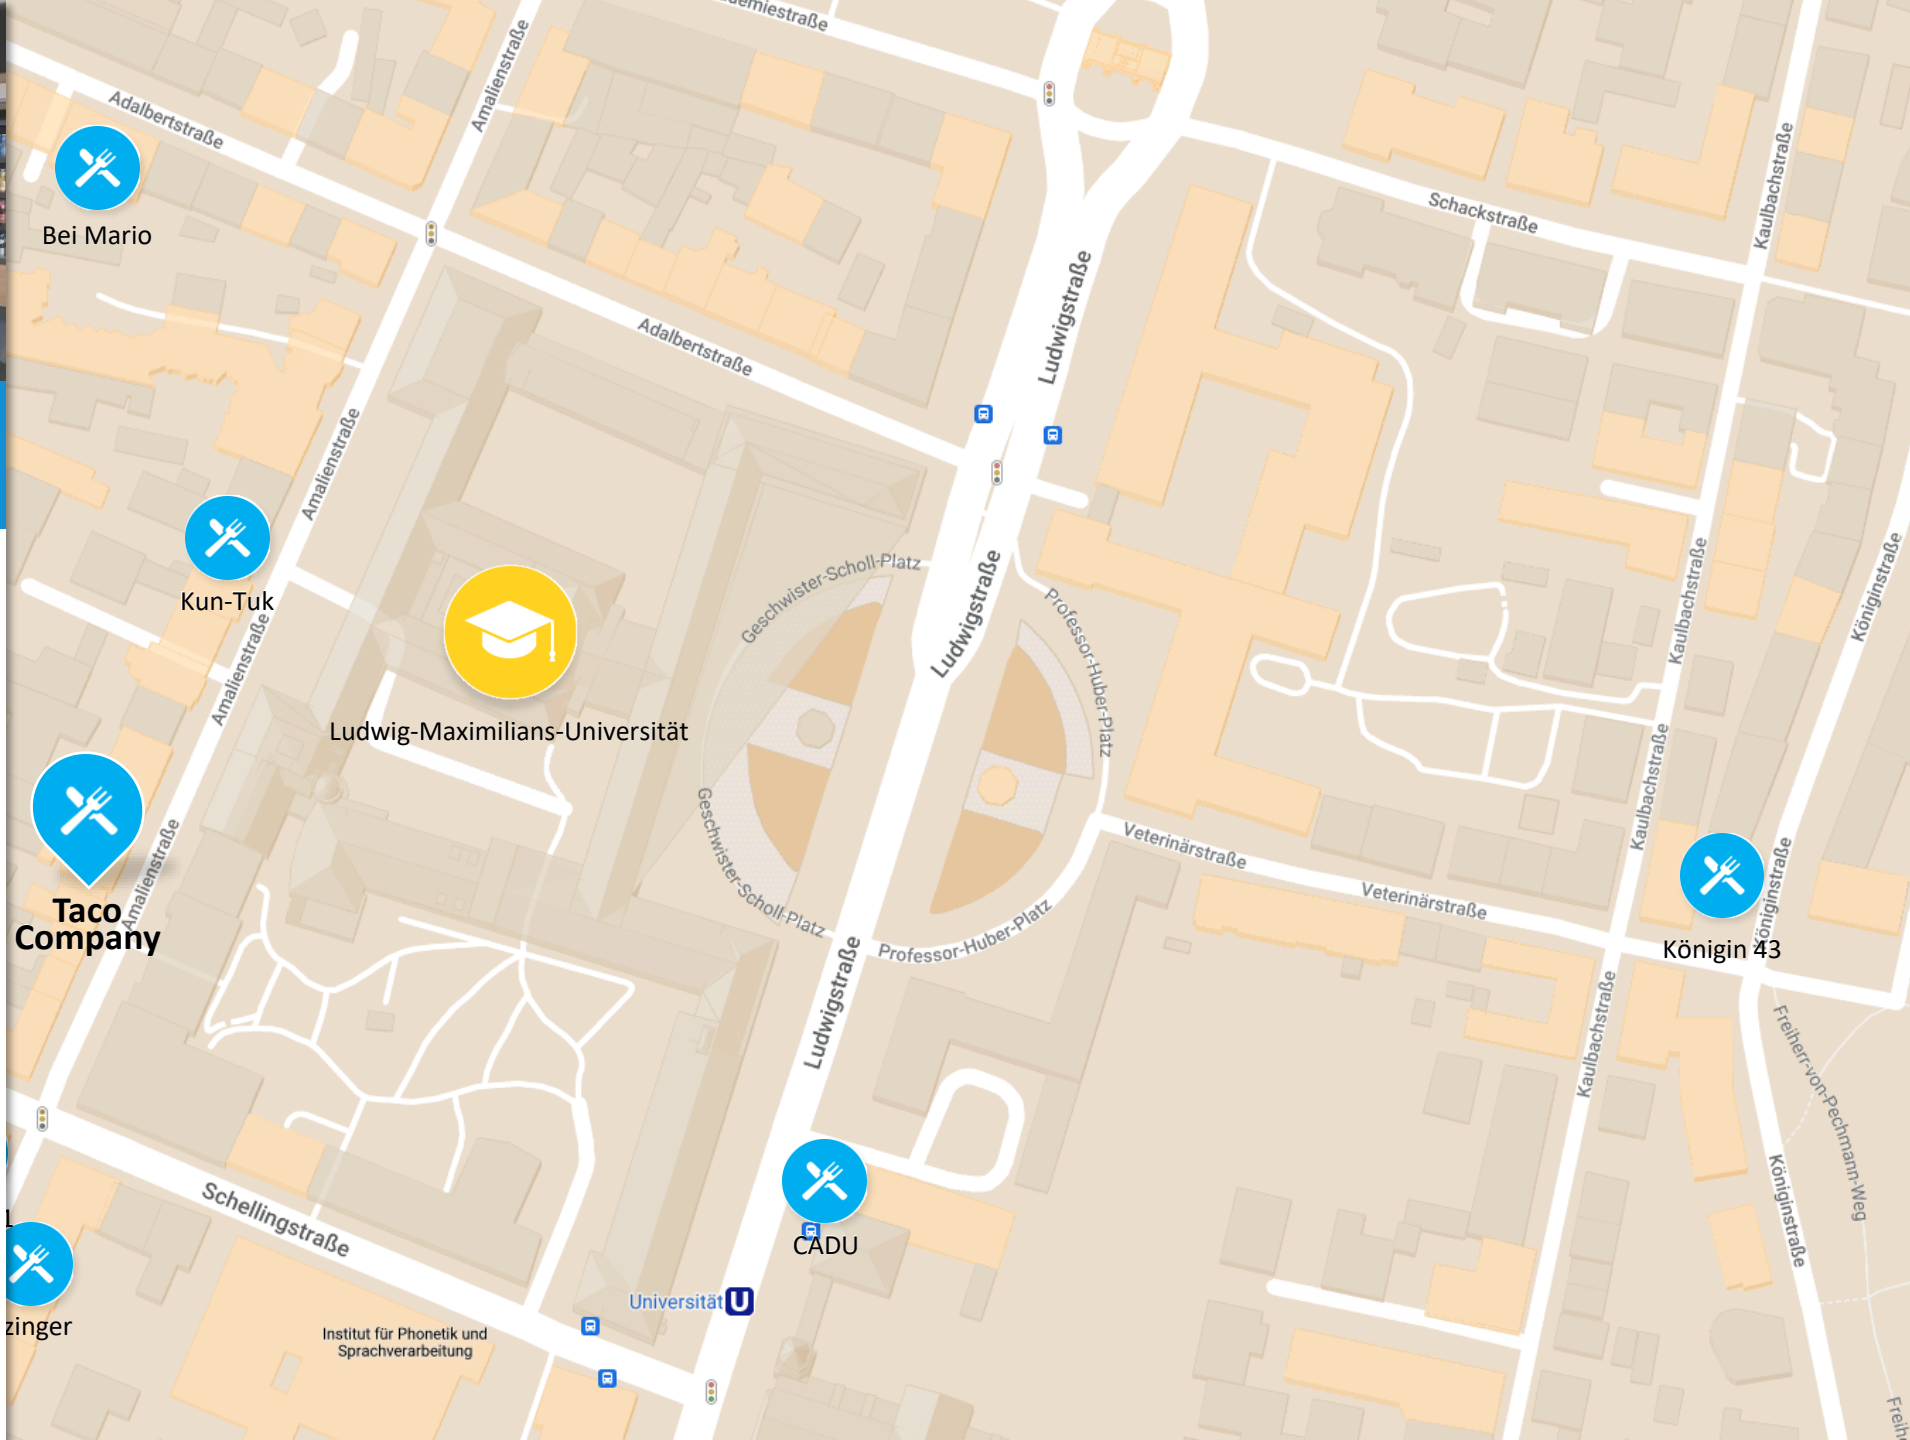 Adalbertstraße
Amalienstraße
Bei Mario
Schackstraße
Kaulbachstraße
Ludwigstraße
Adalbertstraße
Amalienstraße
Kun-Tuk
Amalienstraße
Ludwig-Maximilians-Universität
Geschwister-Scholl-Platz
Ludwigstraße
Professor-Huber-Platz
Kaulbachstraße
Königinstraße
Taco
Company
Amalienstraße
Geschwister-Scholl-Platz
Professor-Huber-Platz
Veterinärstraße
Veterinärstraße
Kaulbachstraße
Königinstraße
Königin 43
Ludwigstraße
Kaulbachstraße
Freiherr-von-Pechmann-Weg
Königinstraße
Schellingstraße
CADU
Universität U
zinger
Institut für Phonetik und
Sprachverarbeitung